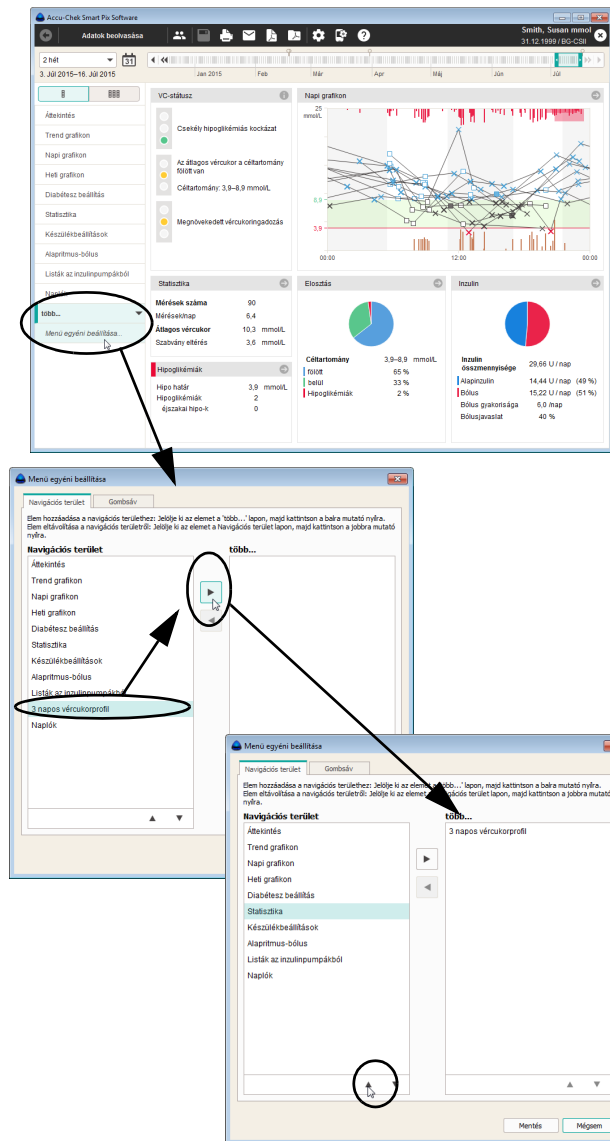 Accu-Chek Smart Pix Software
Adatok beolvasása
Smith, Susan mmol
31.12.1999 / BG-CSII
2 hét
31
3. Júl 2015–16. Júl 2015
Jan 2015
Feb
Már
Ápr
Máj
Jún
Júl
Áttekintés
Trend grafikon
Napi grafikon
Heti grafikon
Diabétesz beállítás
Statisztika
Készülékbeállítások
Alapritmus-bólus
Listák az inzulinpumpákból
Naplók
több...
Menü egyéni beállítása...
VC-státusz
Csekély hipoglikémiás kockázat
Az átlagos vércukor a céltartomány
fölött van
Céltartomány: 3,9–8,9 mmol/L
Megnövekedett vércukoringadozás
Napi grafikon
25
mmol/L
8,9
3,9
00:00
12:00
00:00
Statisztika
Mérések száma 90
Mérések/nap 6,4
Átlagos vércukor 10,3 mmol/L
Szabvány eltérés 3,6 mmol/L
Hipoglikémiák
Hipo határ 3,9 mmol/L
Hipoglikémiák 2
éjszakai hipo-k 0
Elosztás
Céltartomány 3,9–8,9 mmol/L
fölött 65 %
belül 33 %
Hipoglikémiák 2 %
Inzulin
Inzulin
összmennyisége 29,66 U / nap
Alapinzulin 14,44 U / nap (49 %)
Bólus 15,22 U / nap (51 %)
Bólus gyakorisága 6,0 /nap
Bólusjavaslat 40 %
Menü egyéni beállítása
Navigációs terület
Gombsáv
Elem hozzáadása a navigációs területhez: Jelölje ki az elemet a 'több...' lapon, majd kattintson a balra mutató nyílra.
Elem eltávolítása a navigációs területről: Jelölje ki az elemet a Navigációs terület lapon, majd kattintson a jobbra mutató
nyílra.
Navigációs terület
több...
Áttekintés
Trend grafikon
Napi grafikon
Heti grafikon
Diabétesz beállítás
Statisztika
Készülékbeállítások
Alapritmus-bólus
Listák az inzulinpumpákból
3 napos vércukorprofil
Naplók
Menü egyéni beállítása
Navigációs terület
Gombsáv
Elem hozzáadása a navigációs területhez: Jelölje ki az elemet a 'több...' lapon, majd kattintson a balra mutató nyílra.
Elem eltávolítása a navigációs területről: Jelölje ki az elemet a Navigációs terület lapon, majd kattintson a jobbra mutató
nyílra.
Navigációs terület
több...
Áttekintés
Trend grafikon
Napi grafikon
Heti grafikon
Diabétesz beállítás
Statisztika
Készülékbeállítások
Alapritmus-bólus
Listák az inzulinpumpákból
Naplók
3 napos vércukorprofil
Mentés
Mégsem